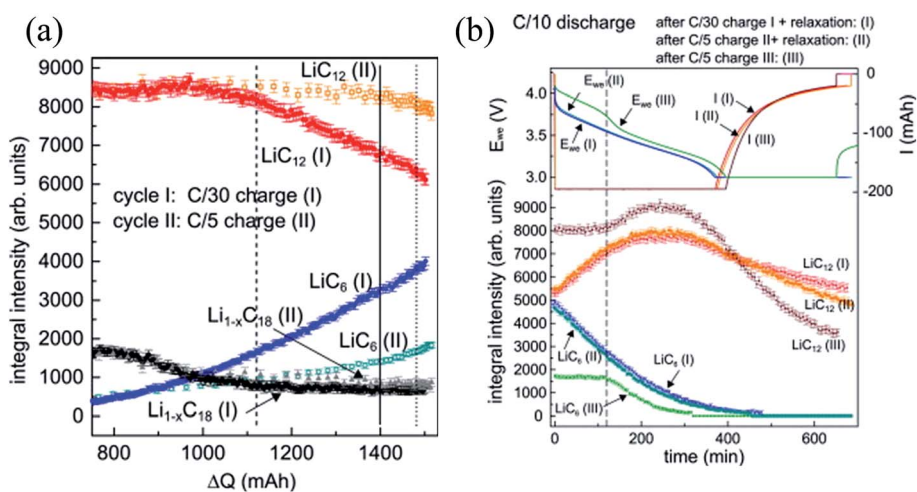 (a)
LiC12 (II)
LiC12 (I)
cycle I: C/30 charge (I)
cycle II: C/5 charge (II)
LiC6 (I)
Li1-xC18 (II)
LiC6 (II)
Li1-xC18 (I)
integral intensity (arb. units)
9000
8000
7000
6000
5000
4000
3000
2000
1000
0
800
1000
1200
1400
ΔQ (mAh)
(b)
C/10 discharge
after C/30 charge I + relaxation: (I)
after C/5 charge II+ relaxation: (II)
after C/5 charge III: (III)
Ewe (V)
4.0
3.5
3.0
Ewe (II)
Ewe (III)
Ewe (I)
I (I)
I (II)
I (III)
0
-100
-200
I (mAh)
integral intensity (arb. units)
9000
8000
7000
6000
5000
4000
3000
2000
1000
0
LiC12 (I)
LiC12 (II)
LiC12 (III)
LiC6 (II)
LiC6 (I)
LiC6 (III)
0
200
400
600
time (min)